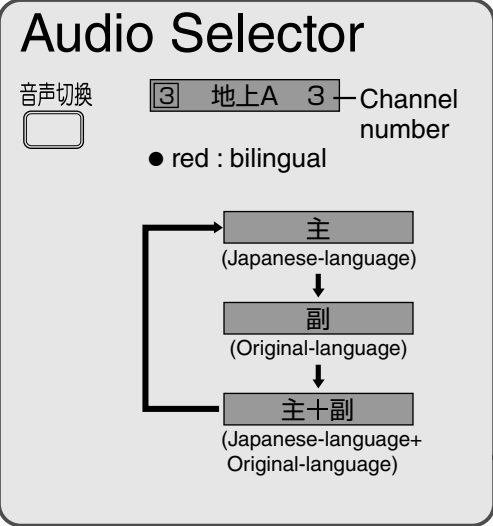 Audio Selector
音声切換
3 地上A 3
Channel
number
● red : bilingual
主
(Japanese-language)
副
(Original-language)
主+副
(Japanese-language+
Original-language)